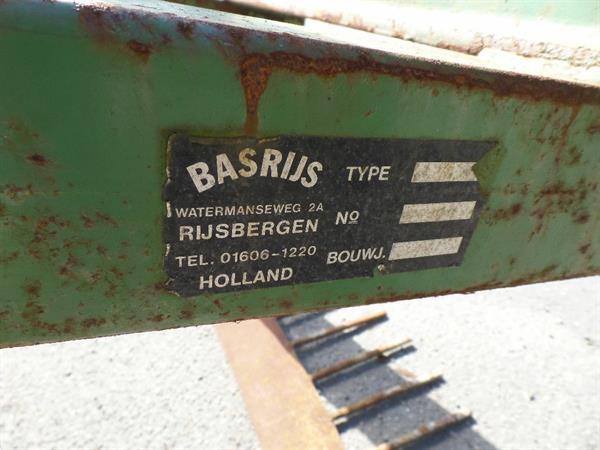 BASRIJS TYPE
WATERMANSEWEG 2A
RIJSBERGEN Nº
TEL. 01606-1220 BOUWJ.
HOLLAND